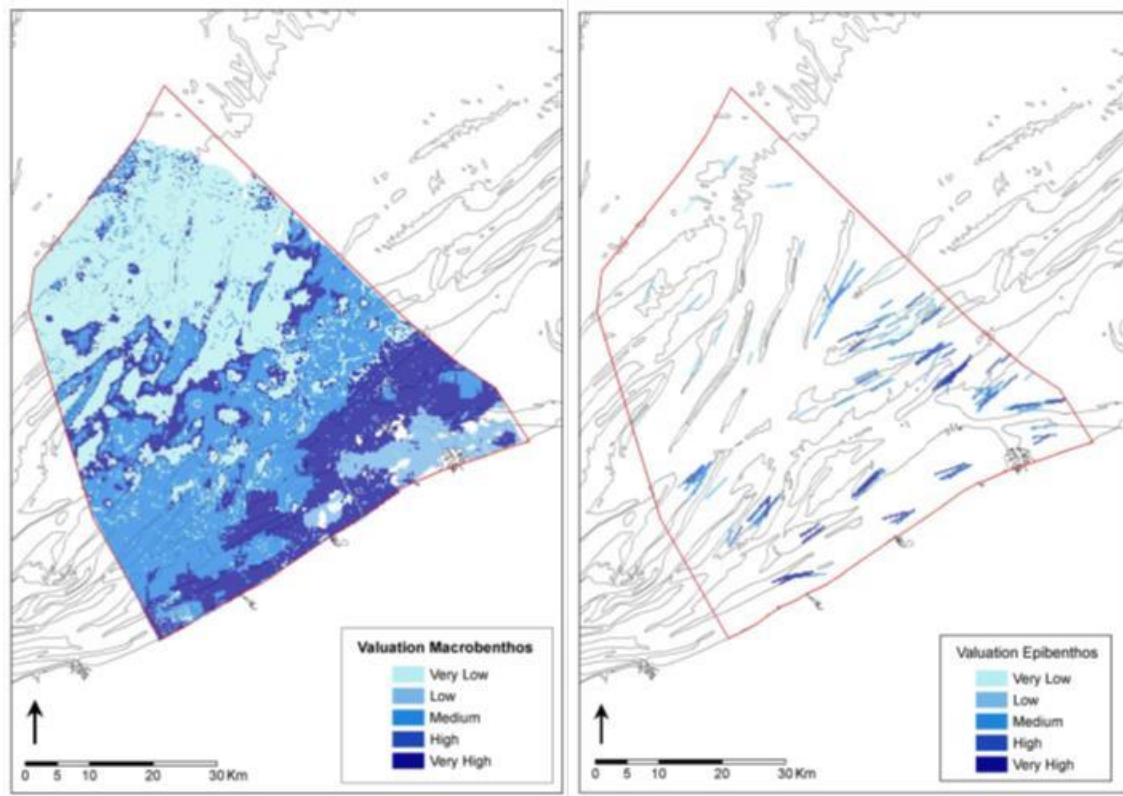 Valuation Macrobenthos
Very Low
Low
Medium
High
Very High
0 5 10 20 30 Km
Valuation Epibenthos
Very Low
Low
Medium
High
Very High
0 5 10 20 30 Km